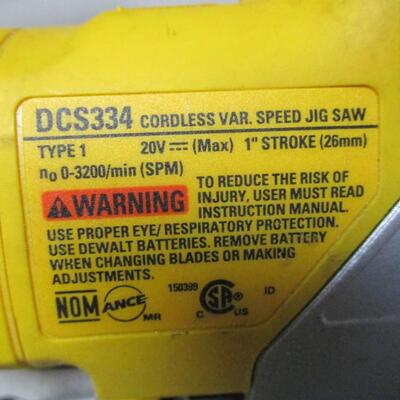 DCS334 CORDLESS VAR. SPEED JIG SAW
TYPE 1 20V ⎓ (Max) 1" STROKE (26mm)
n₀ 0-3200/min (SPM)
⚠WARNING TO REDUCE THE RISK OF
INJURY, USER MUST READ
INSTRUCTION MANUAL.
USE PROPER EYE/ RESPIRATORY PROTECTION.
USE DEWALT BATTERIES. REMOVE BATTERY
WHEN CHANGING BLADES OR MAKING
ADJUSTMENTS.
NOM ANCE MR 150399 C SA US ID